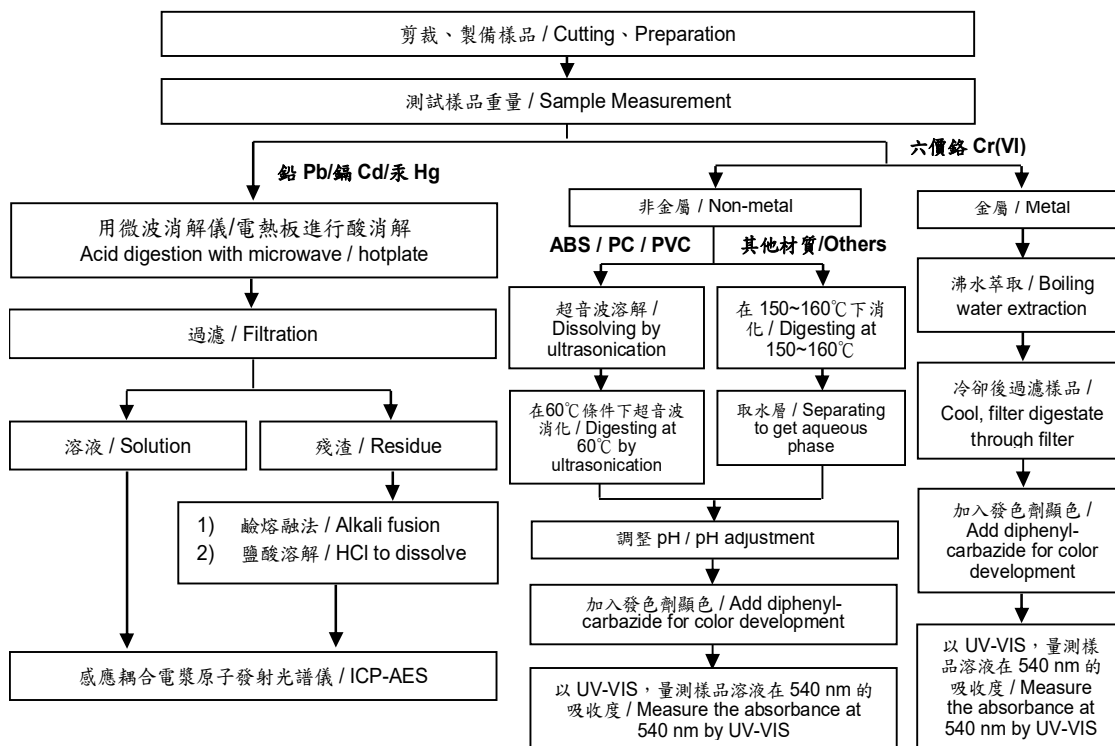 剪裁、製備樣品 / Cutting、Preparation
測試樣品重量 / Sample Measurement
鉛 Pb/鎘 Cd/汞 Hg
六價鉻 Cr(VI)
用微波消解儀/電熱板進行酸消解
Acid digestion with microwave / hotplate
過濾 / Filtration
溶液 / Solution
殘渣 / Residue
1) 鹼熔融法 / Alkali fusion
2) 鹽酸溶解 / HCl to dissolve
感應耦合電漿原子發射光譜儀 / ICP-AES
非金屬 / Non-metal
ABS / PC / PVC
其他材質/Others
超音波溶解 /
Dissolving by
ultrasonication
在 150~160℃下消
化 / Digesting at
150~160℃
在60℃條件下超音波
消化 / Digesting at
60℃ by
ultrasonication
取水層 / Separating
to get aqueous
phase
調整 pH / pH adjustment
加入發色劑顯色 / Add diphenyl-
carbazide for color development
以 UV-VIS，量測樣品溶液在 540 nm 的
吸收度 / Measure the absorbance at
540 nm by UV-VIS
金屬 / Metal
沸水萃取 / Boiling
water extraction
冷卻後過濾樣品 /
Cool, filter digestate
through filter
加入發色劑顯色 /
Add diphenyl-
carbazide for color
development
以 UV-VIS，量測樣
品溶液在 540 nm 的
吸收度 / Measure
the absorbance at
540 nm by UV-VIS